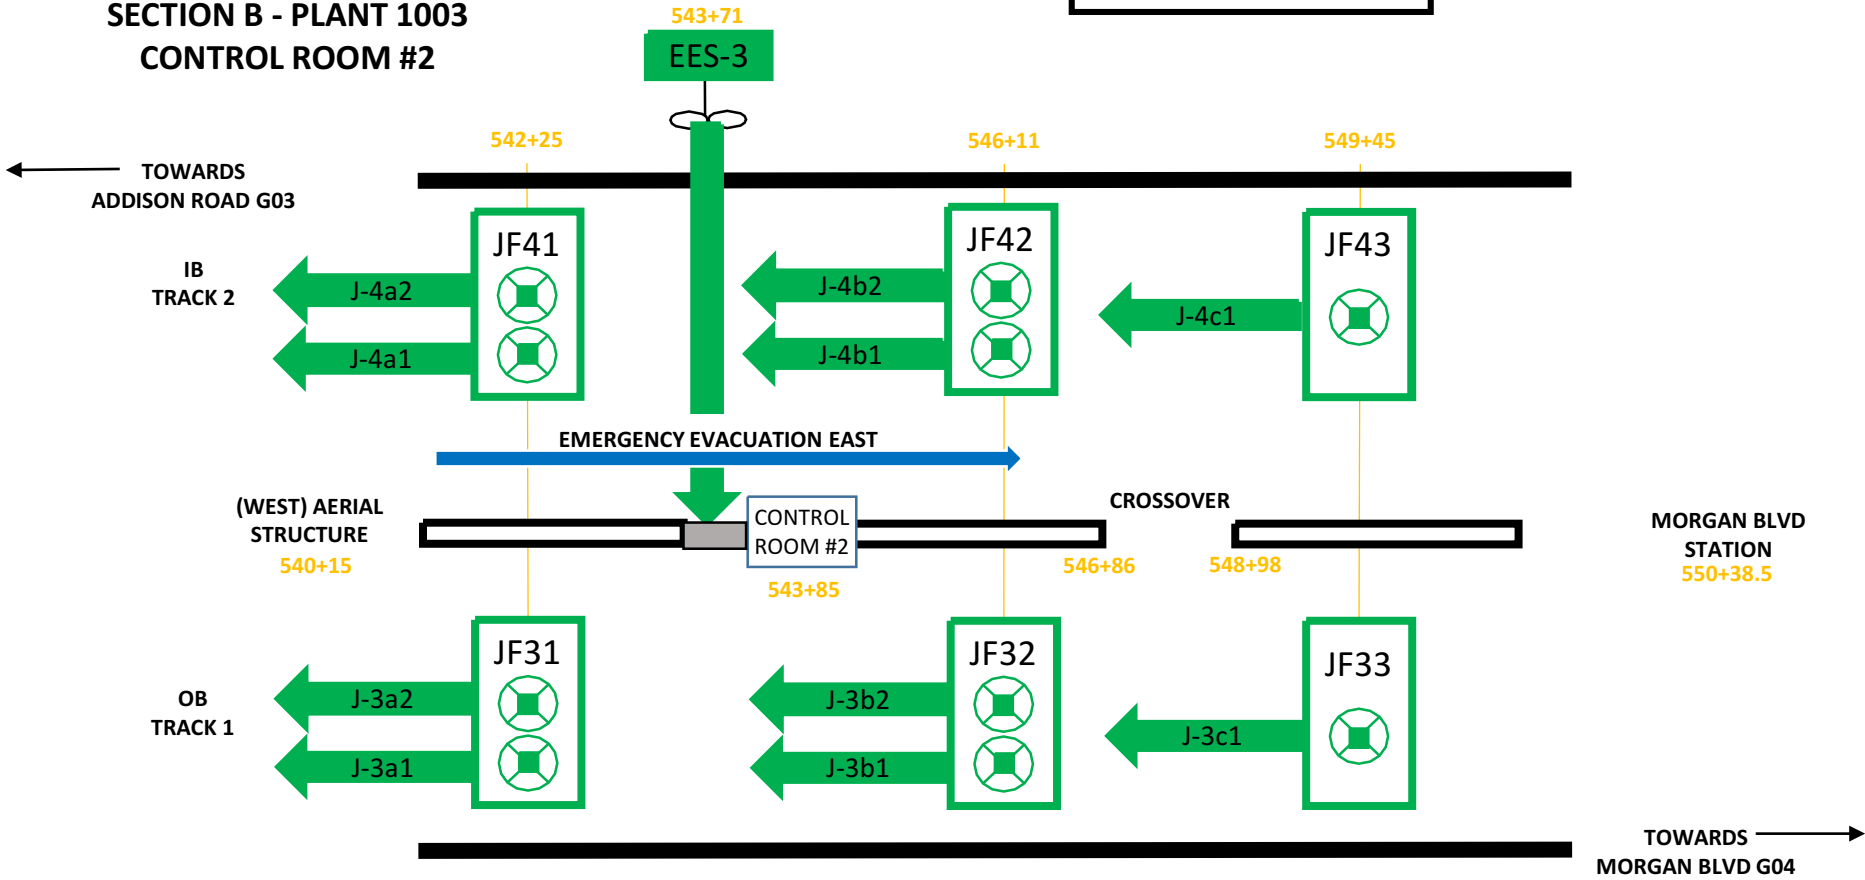 SECTION B - PLANT 1003
CONTROL ROOM #2
543+71
EES-3
542+25
546+11
549+45
TOWARDS
ADDISON ROAD G03
JF41
JF42
JF43
IB
TRACK 2
J-4a2
J-4b2
J-4c1
J-4a1
J-4b1
EMERGENCY EVACUATION EAST
(WEST) AERIAL
STRUCTURE
540+15
CONTROL
ROOM #2
543+85
CROSSOVER
546+86
548+98
MORGAN BLVD
STATION
550+38.5
JF31
JF32
JF33
OB
TRACK 1
J-3a2
J-3b2
J-3c1
J-3a1
J-3b1
TOWARDS
MORGAN BLVD G04